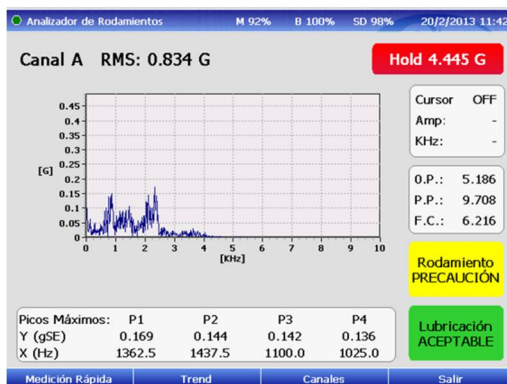 Analizador de Rodamientos M 92% B 100% SD 98% 20/2/2013 11:42
Canal A RMS: 0.834 G
Hold 4.445 G
0.45
0.4
0.35
0.3
0.25
[G]
0.2
0.15
0.1
0.05
0
0 1 2 3 4 5 6 7 8 9 10
[KHz]
Cursor OFF
Amp: -
KHz: -
0.P.: 5.186
P.P.: 9.708
F.C.: 6.216
Rodamiento
PRECAUCIÓN
Lubricación
ACEPTABLE
Picos Máximos: P1 P2 P3 P4
Y (gSE) 0.169 0.144 0.142 0.136
X (Hz) 1362.5 1437.5 1100.0 1025.0
Medición Rápida Trend Canales Salir